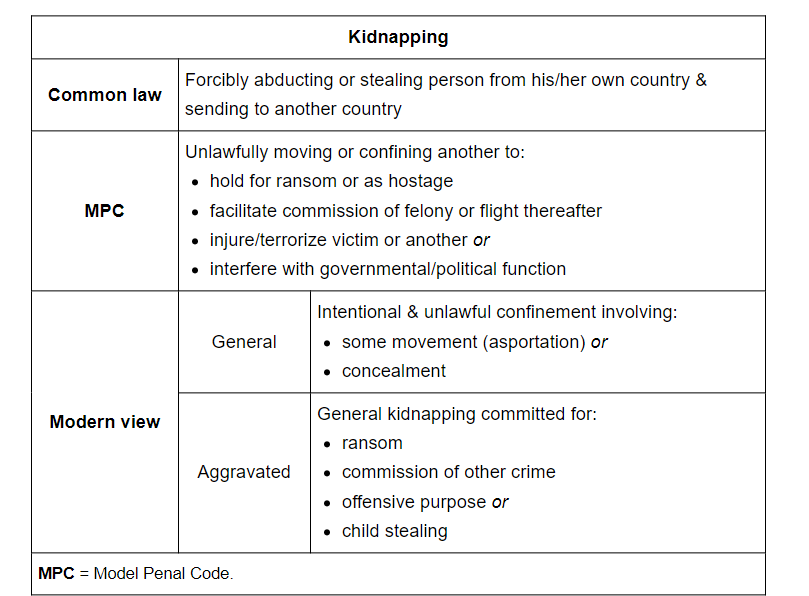 Kidnapping
Common law
Forcibly abducting or stealing person from his/her own country &
sending to another country
MPC
Unlawfully moving or confining another to:
• hold for ransom or as hostage
• facilitate commission of felony or flight thereafter
• injure/terrorize victim or another or
• interfere with governmental/political function
Modern view
General
Intentional & unlawful confinement involving:
• some movement (asportation) or
• concealment
Aggravated
General kidnapping committed for:
• ransom
• commission of other crime
• offensive purpose or
• child stealing
MPC = Model Penal Code.